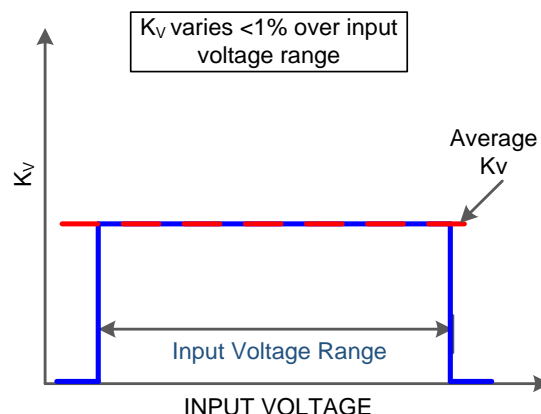 K_V varies <1% over input
voltage range
Average
Kv
K_V
Input Voltage Range
INPUT VOLTAGE